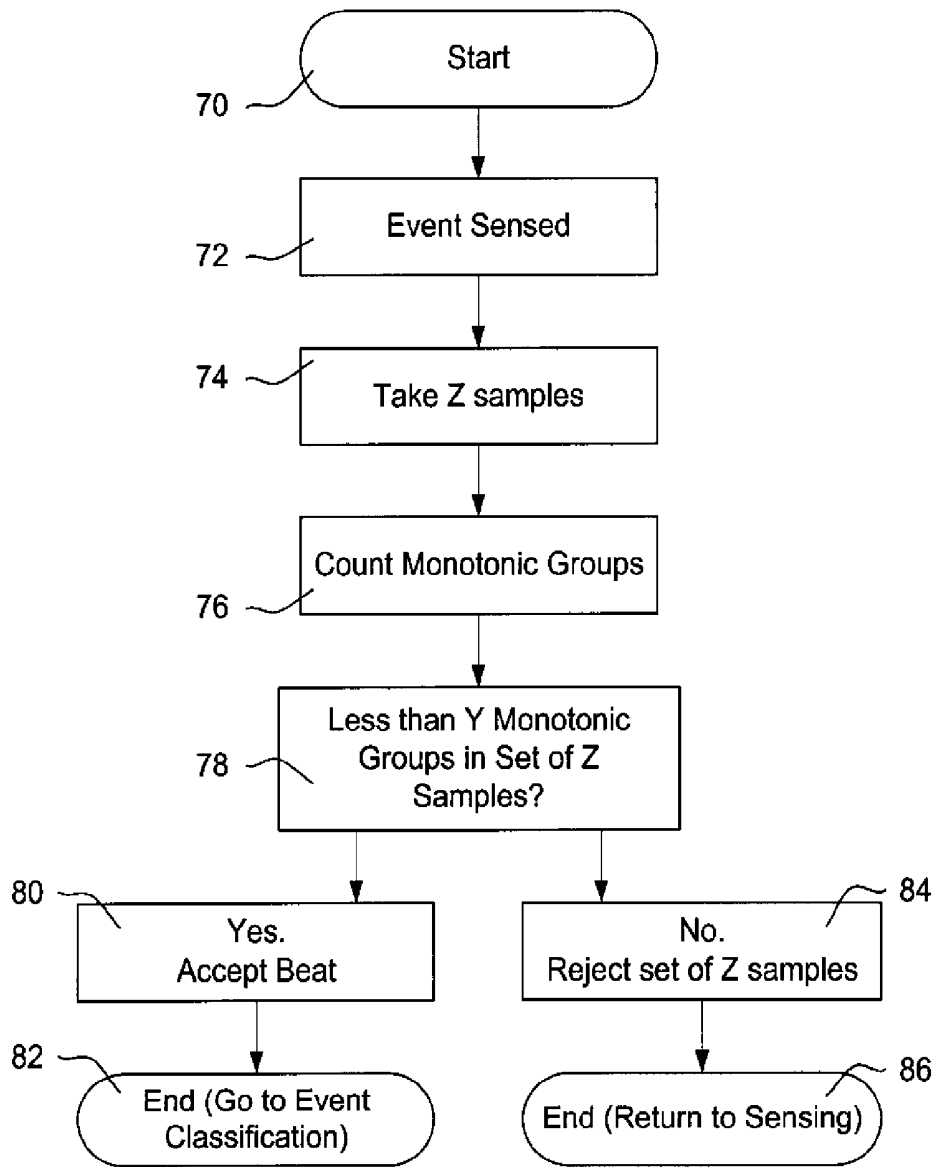 Start
70
Event Sensed
72
74
Take Z samples
Count Monotonic Groups
76
Less than Y Monotonic
Groups in Set of Z
Samples?
78
80
Yes.
Accept Beat
84
No.
Reject set of Z samples
82
End (Go to Event
Classification)
86
End (Return to Sensing)